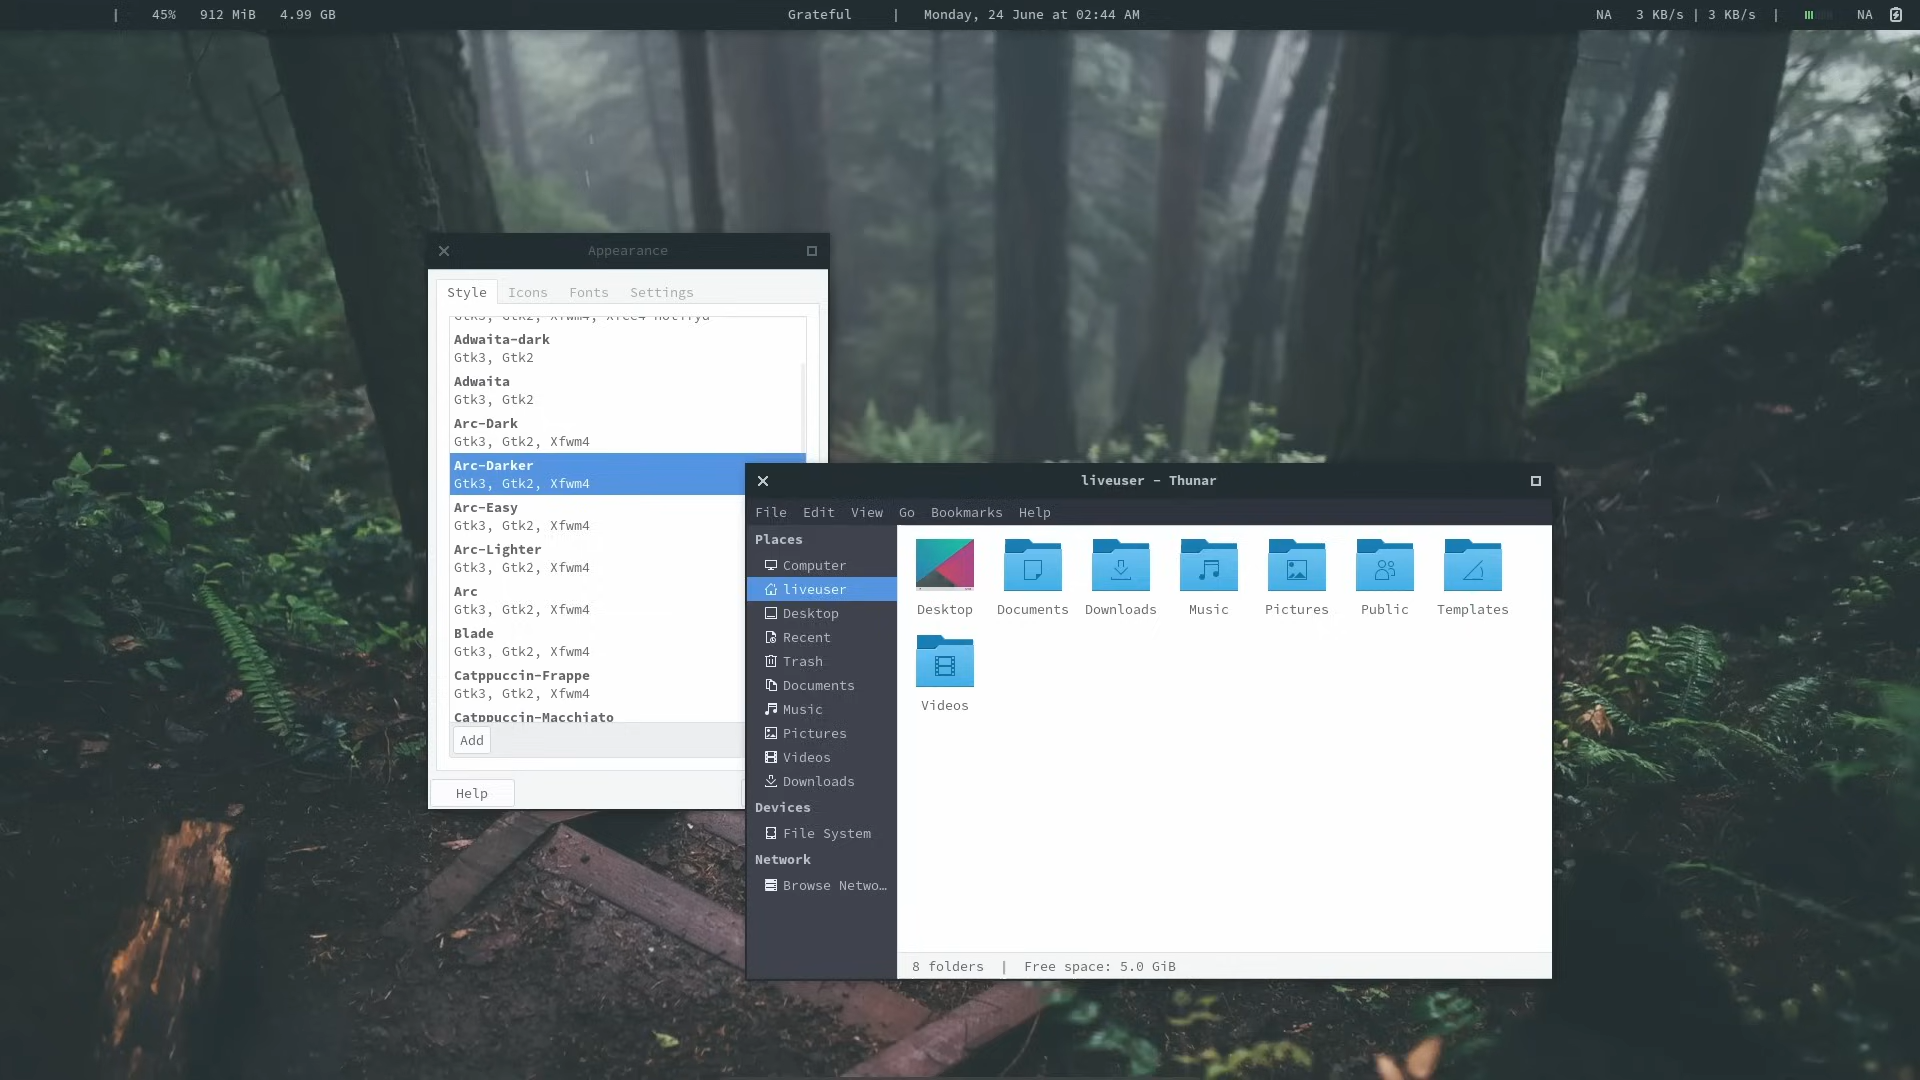 | 45% 912 MiB 4.99 GB Grateful | Monday, 24 June at 02:44 AM NA 3 KB/s | 3 KB/s | NA
Appearance
Style Icons Fonts Settings
Gtk3, Gtk2, Xfwm4, Xfce4 Notifyd
Adwaita-dark
Gtk3, Gtk2
Adwaita
Gtk3, Gtk2
Arc-Dark
Gtk3, Gtk2, Xfwm4
Arc-Darker
Gtk3, Gtk2, Xfwm4
Arc-Easy
Gtk3, Gtk2, Xfwm4
Arc-Lighter
Gtk3, Gtk2, Xfwm4
Arc
Gtk3, Gtk2, Xfwm4
Blade
Gtk3, Gtk2, Xfwm4
Catppuccin-Frappe
Gtk3, Gtk2, Xfwm4
Catppuccin-Macchiato
Add
Help
liveuser - Thunar
File Edit View Go Bookmarks Help
Places
Computer
liveuser
Desktop
Recent
Trash
Documents
Music
Pictures
Videos
Downloads
Devices
File System
Network
Browse Netwo…
Desktop Documents Downloads Music Pictures Public Templates
Videos
8 folders | Free space: 5.0 GiB